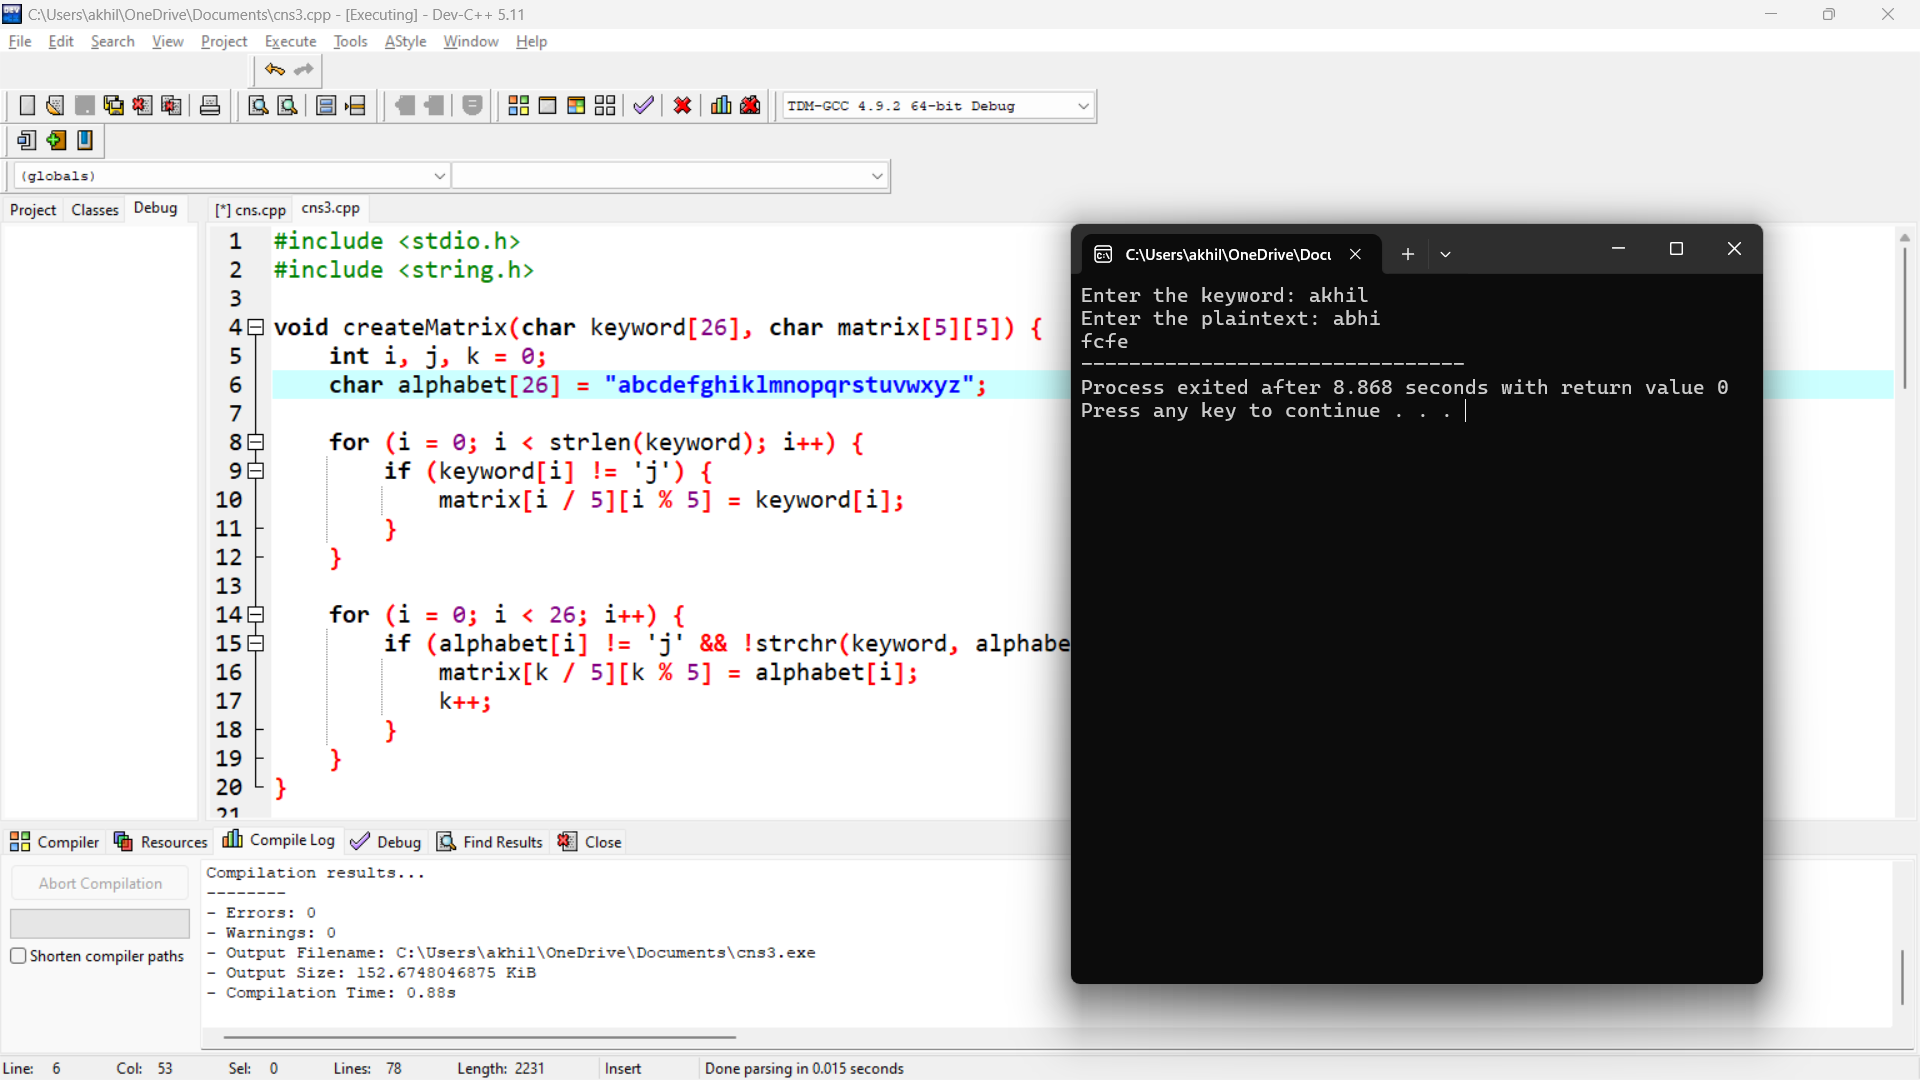 C:\Users\akhil\OneDrive\Documents\cns3.cpp - [Executing] - Dev-C++ 5.11
File Edit Search View Project Execute Tools AStyle Window Help
TDM-GCC 4.9.2 64-bit Debug
(globals)
Project Classes Debug
[*] cns.cpp cns3.cpp
1 #include <stdio.h>
2 #include <string.h>
3
4 void createMatrix(char keyword[26], char matrix[5][5]) {
5 int i, j, k = 0;
6 char alphabet[26] = "abcdefghiklmnopqrstuvwxyz";
7
8 for (i = 0; i < strlen(keyword); i++) {
9 if (keyword[i] != 'j') {
10 matrix[i / 5][i % 5] = keyword[i];
11 }
12 }
13
14 for (i = 0; i < 26; i++) {
15 if (alphabet[i] != 'j' && !strchr(keyword, alphabe
16 matrix[k / 5][k % 5] = alphabet[i];
17 k++;
18 }
19 }
20 }
21
C:\Users\akhil\OneDrive\Docu
Enter the keyword: akhil
Enter the plaintext: abhi
fcfe
--------------------------------
Process exited after 8.868 seconds with return value 0
Press any key to continue . . .
Compiler Resources Compile Log Debug Find Results Close
Abort Compilation
Shorten compiler paths
Compilation results...
--------
- Errors: 0
- Warnings: 0
- Output Filename: C:\Users\akhil\OneDrive\Documents\cns3.exe
- Output Size: 152.6748046875 KiB
- Compilation Time: 0.88s
Line: 6 Col: 53 Sel: 0 Lines: 78 Length: 2231 Insert Done parsing in 0.015 seconds